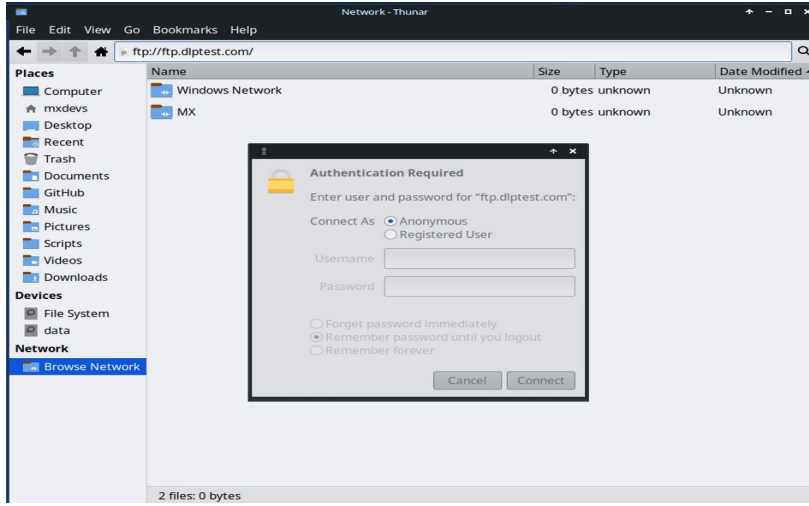 Network - Thunar
File Edit View Go Bookmarks Help
ftp://ftp.dlptest.com/
Places
Computer
mxdevs
Desktop
Recent
Trash
Documents
GitHub
Music
Pictures
Scripts
Videos
Downloads
Devices
File System
data
Network
Browse Network
Name Size Type Date Modified
Windows Network 0 bytes unknown Unknown
MX 0 bytes unknown Unknown
Authentication Required
Enter user and password for "ftp.dlptest.com":
Connect As Anonymous
Registered User
Username
Password
Forget password immediately
Remember password until you logout
Remember forever
Cancel Connect
2 files: 0 bytes